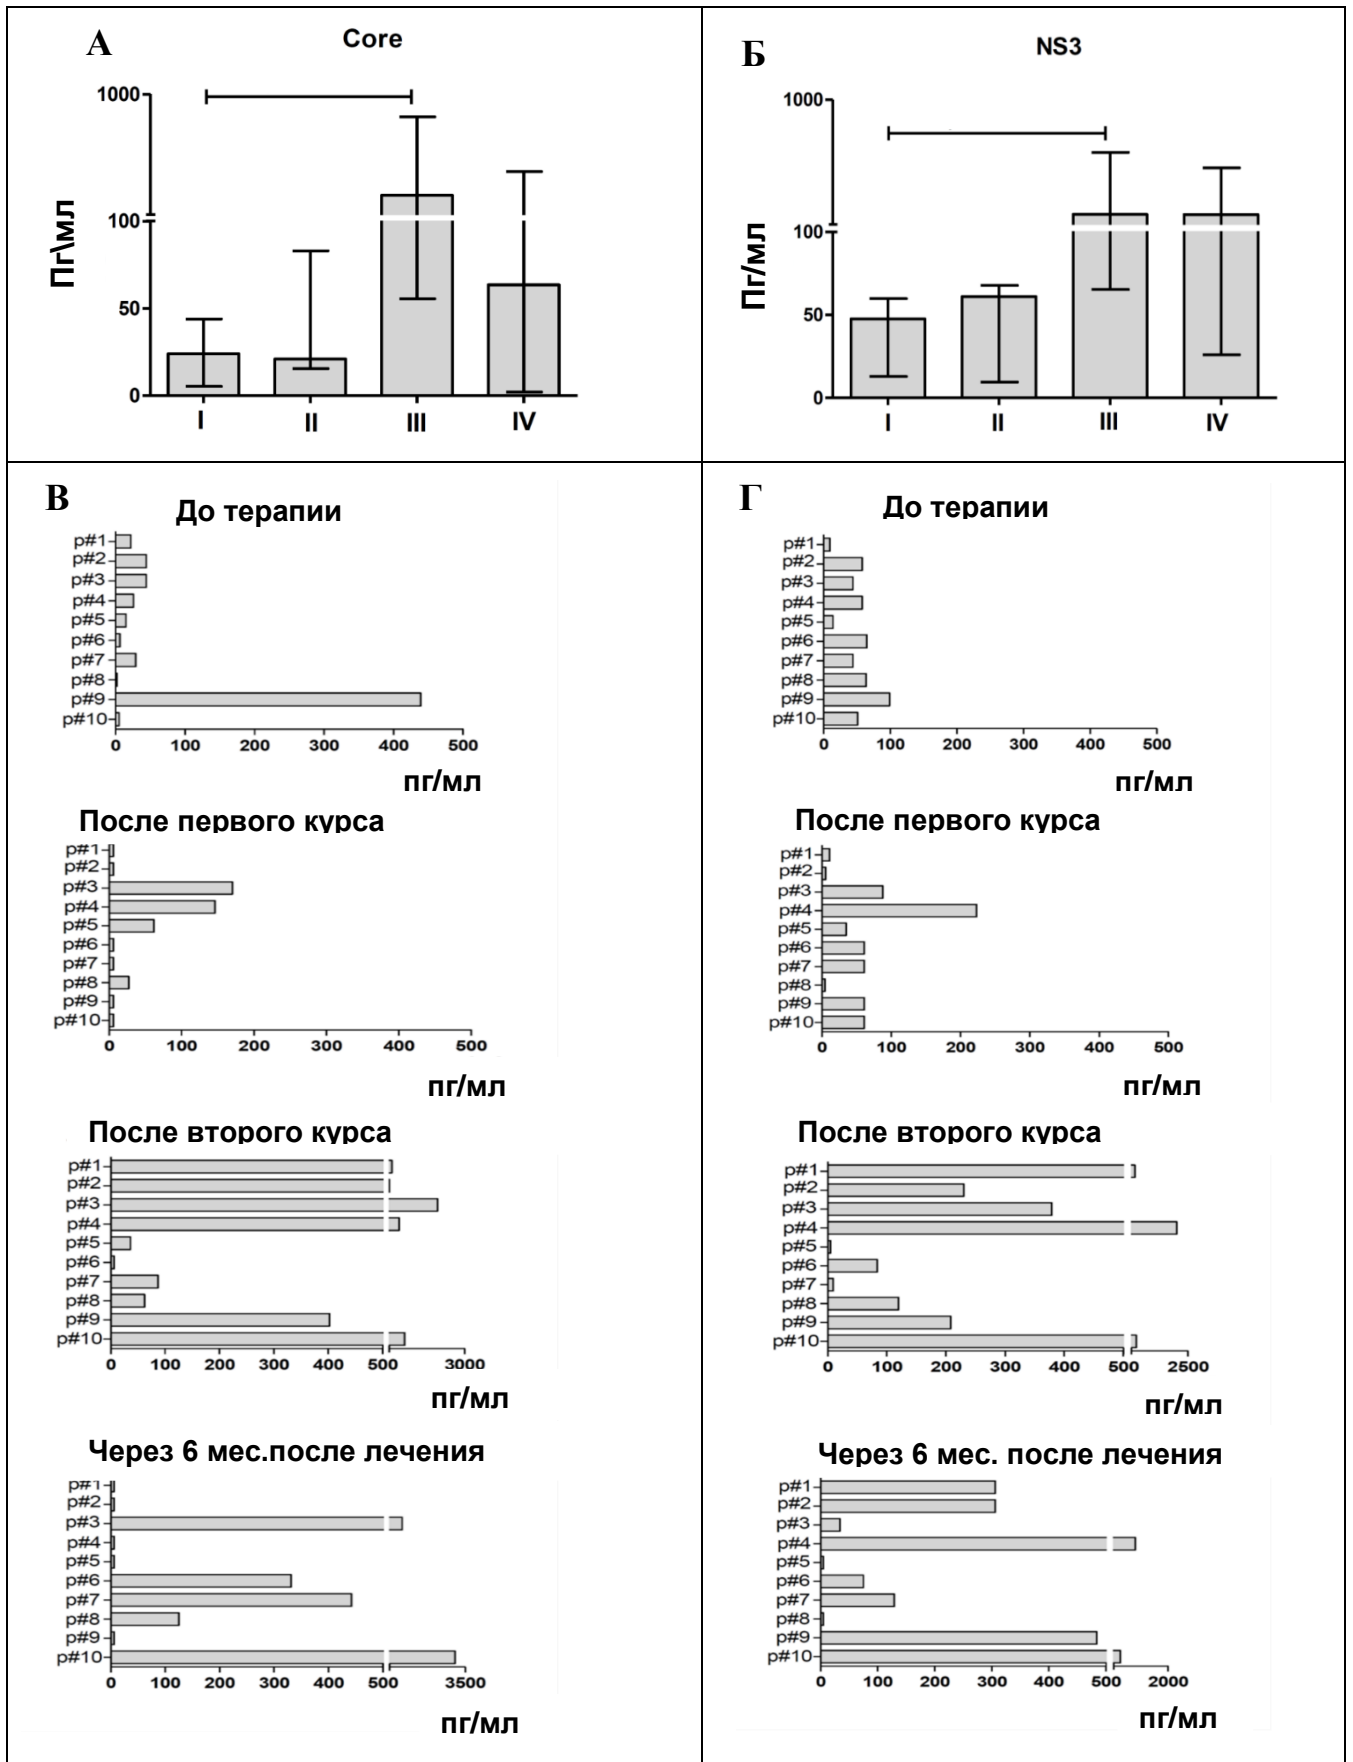 А
Core
1000
100
50
0
Пг\мл
I II III IV
Б
NS3
1000
100
50
0
Пг/мл
I II III IV
В
До терапии
p#1
p#2
p#3
p#4
p#5
p#6
p#7
p#8
p#9
p#10
0 100 200 300 400 500
пг/мл
После первого курса
p#1
p#2
p#3
p#4
p#5
p#6
p#7
p#8
p#9
p#10
0 100 200 300 400 500
пг/мл
После второго курса
p#1
p#2
p#3
p#4
p#5
p#6
p#7
p#8
p#9
p#10
0 100 200 300 400 500 3000
пг/мл
Через 6 мес.после лечения
p#1
p#2
p#3
p#4
p#5
p#6
p#7
p#8
p#9
p#10
0 100 200 300 400 500 3500
пг/мл
Г
До терапии
p#1
p#2
p#3
p#4
p#5
p#6
p#7
p#8
p#9
p#10
0 100 200 300 400 500
пг/мл
После первого курса
p#1
p#2
p#3
p#4
p#5
p#6
p#7
p#8
p#9
p#10
0 100 200 300 400 500
пг/мл
После второго курса
p#1
p#2
p#3
p#4
p#5
p#6
p#7
p#8
p#9
p#10
0 100 200 300 400 500 2500
пг/мл
Через 6 мес. после лечения
p#1
p#2
p#3
p#4
p#5
p#6
p#7
p#8
p#9
p#10
0 100 200 300 400 500 2000
пг/мл